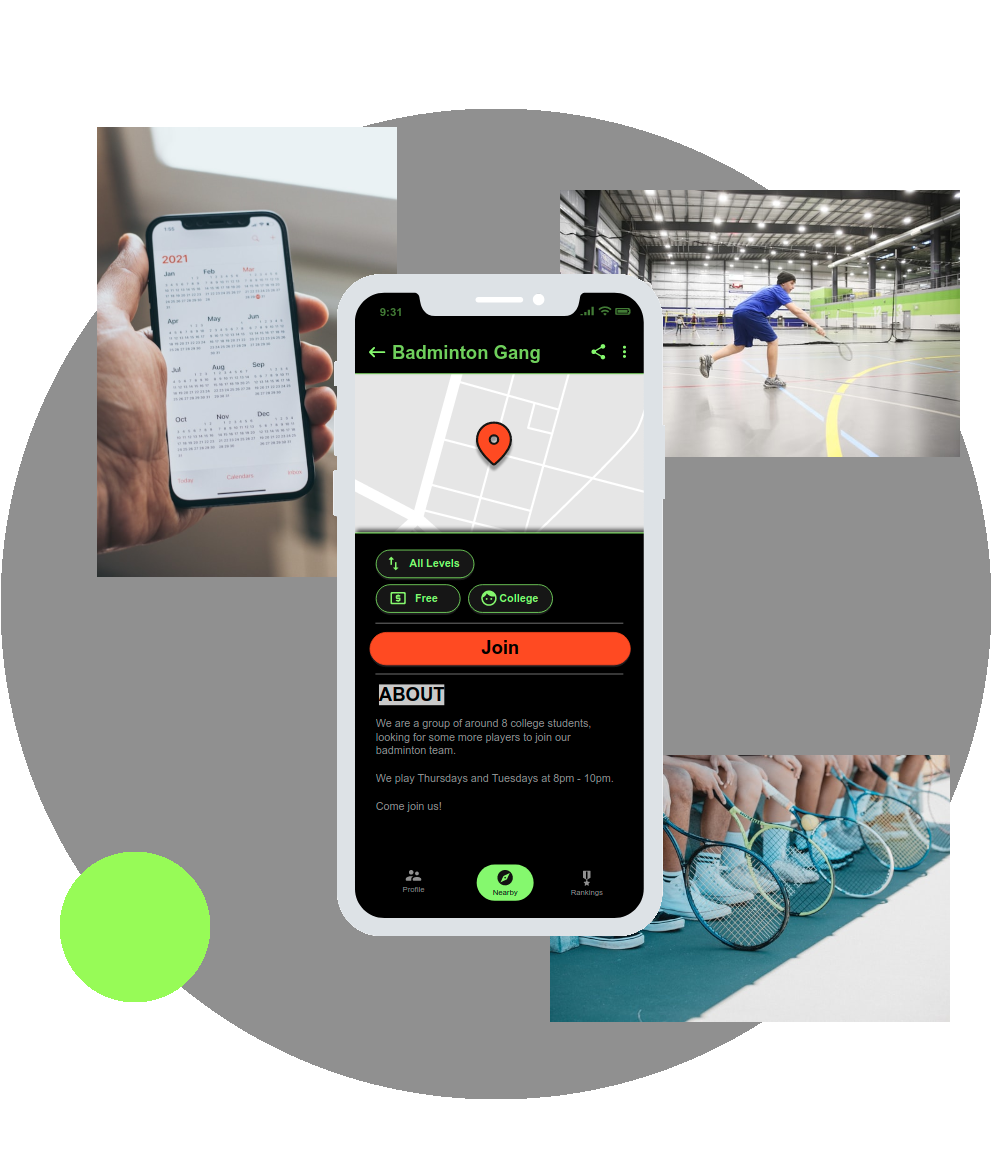 2021
Jan Feb Mar
Apr May Jun
Jul Aug Sep
Oct Nov Dec
Today Calendars Inbox
9:31
Badminton Gang
All Levels
Free College
Join
ABOUT
We are a group of around 8 college students,
looking for some more players to join our
badminton team.
We play Thursdays and Tuesdays at 8pm - 10pm.
Come join us!
Profile Nearby Rankings